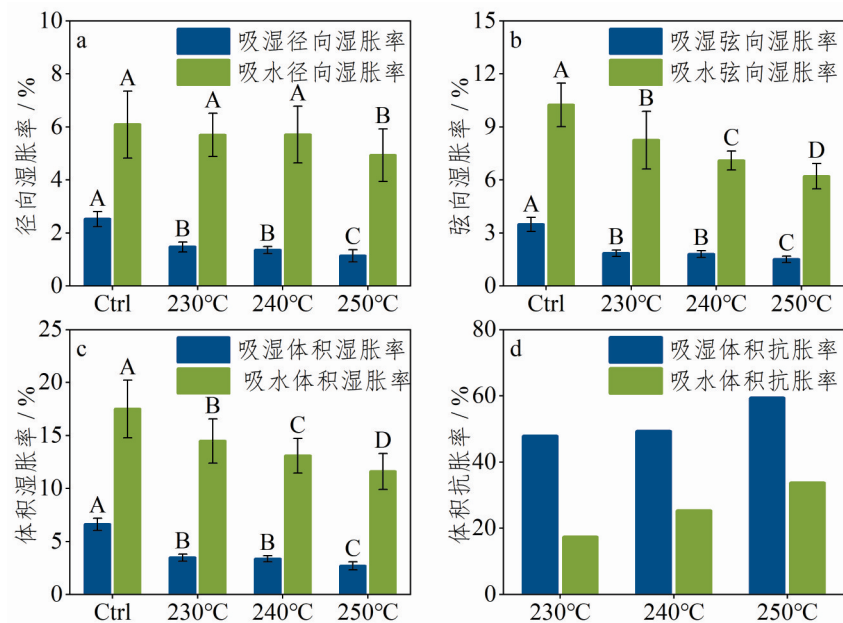 a
吸湿径向湿胀率
吸水径向湿胀率
径向湿胀率 / %
10
8
6
4
2
0
A
A
B
A
B
A
C
B
Ctrl
230℃
240℃
250℃
b
吸湿弦向湿胀率
吸水弦向湿胀率
弦向湿胀率 / %
15
12
9
6
3
0
A
A
B
B
B
C
C
D
Ctrl
230℃
240℃
250℃
c
吸湿体积湿胀率
吸水体积湿胀率
体积湿胀率 / %
25
20
15
10
5
0
A
A
B
B
B
C
C
D
Ctrl
230℃
240℃
250℃
d
吸湿体积抗胀率
吸水体积抗胀率
体积抗胀率 / %
80
60
40
20
0
230℃
240℃
250℃